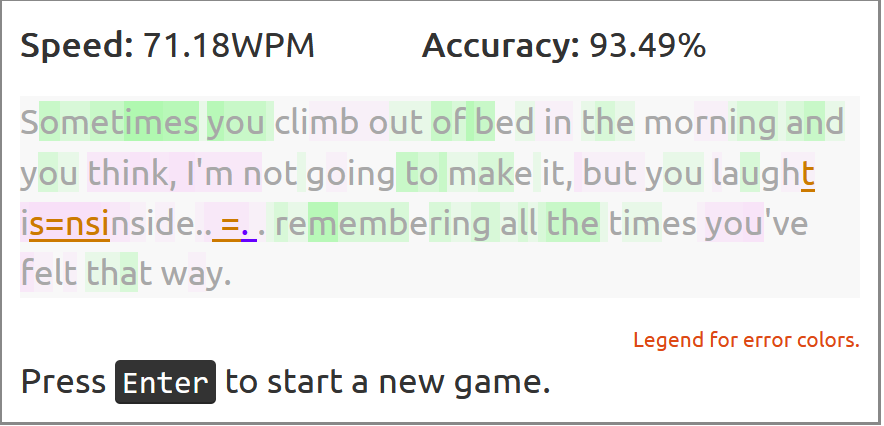 Speed: 71.18WPM Accuracy: 93.49%
Sometimes you climb out of bed in the morning and
you think, I'm not going to make it, but you laught
is=nsinside.. =. . remembering all the times you've
felt that way.
Legend for error colors.
Press Enter to start a new game.